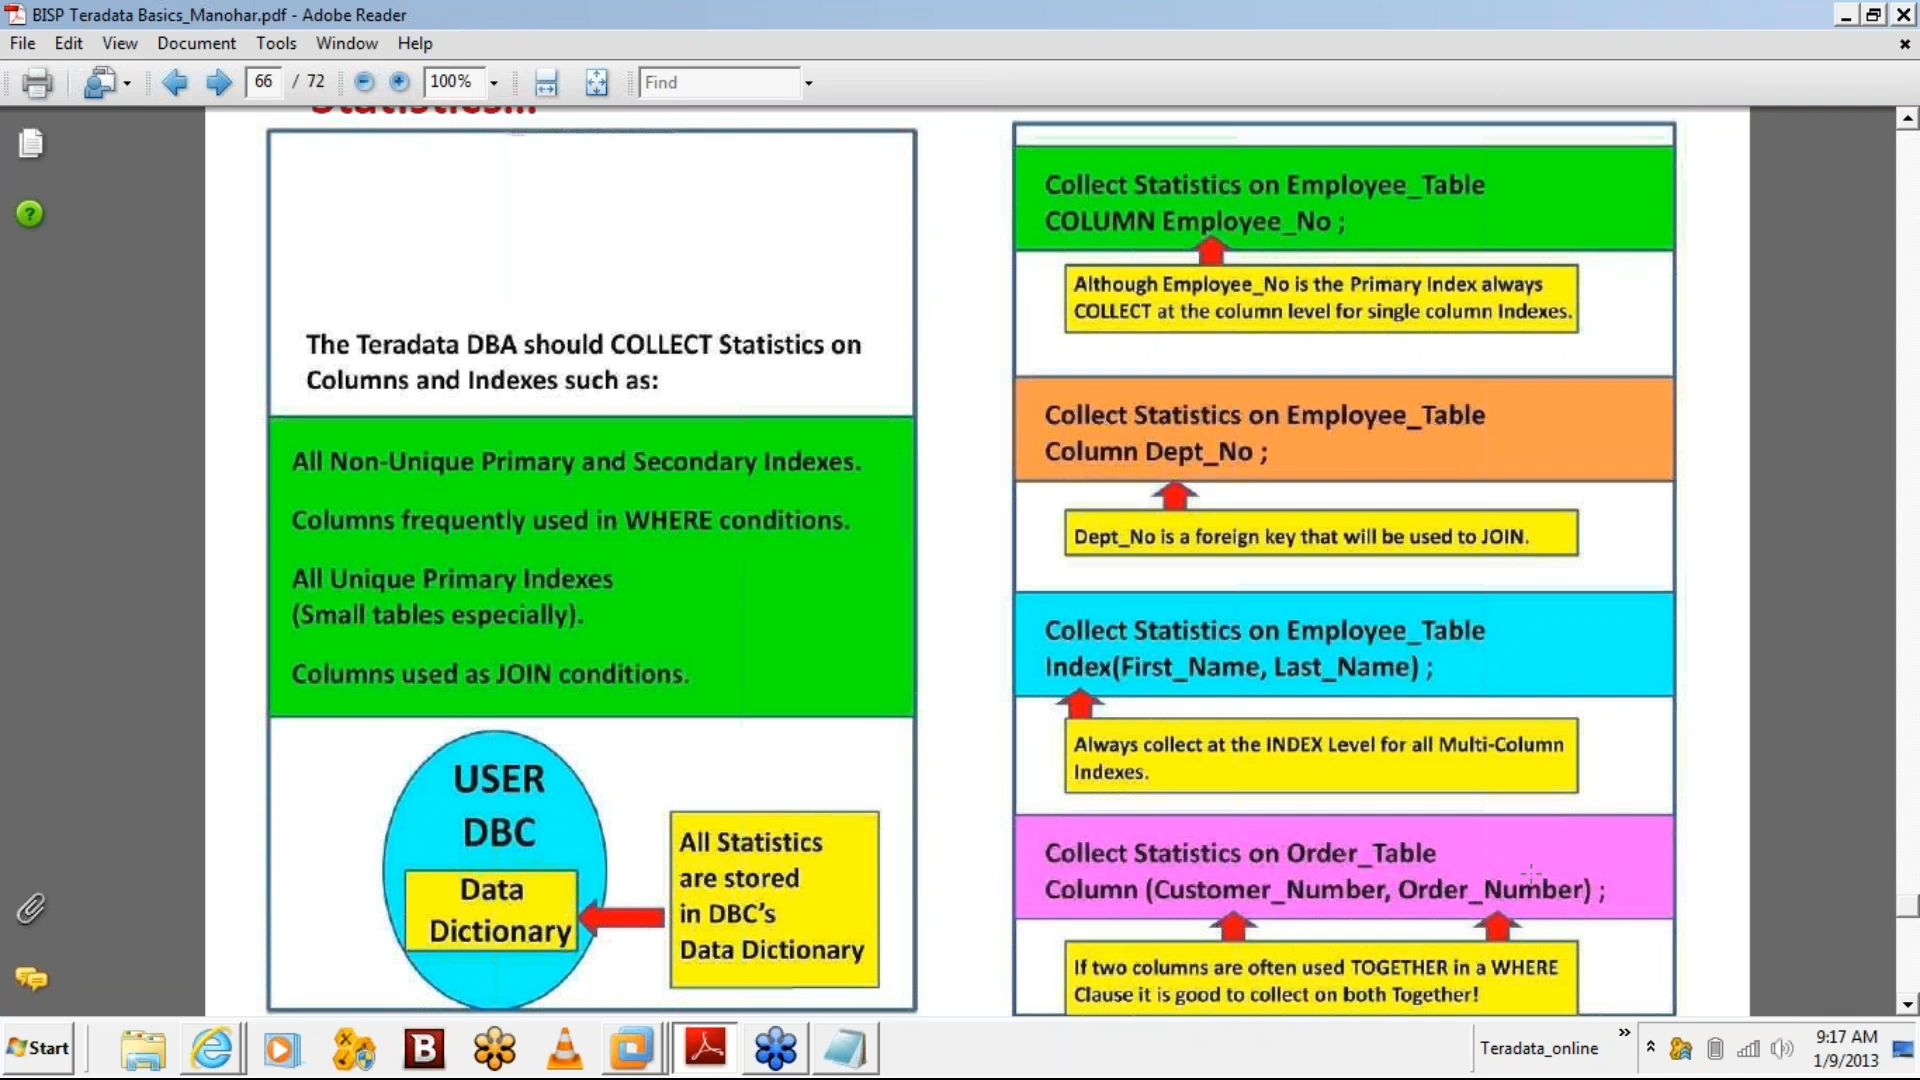 BISP Teradata Basics_Manohar.pdf - Adobe Reader
File Edit View Document Tools Window Help
66 / 72 100% Find
Statistics...
The Teradata DBA should COLLECT Statistics on
Columns and Indexes such as:
All Non-Unique Primary and Secondary Indexes.
Columns frequently used in WHERE conditions.
All Unique Primary Indexes
(Small tables especially).
Columns used as JOIN conditions.
USER
DBC
Data
Dictionary
All Statistics
are stored
in DBC's
Data Dictionary
Collect Statistics on Employee_Table
COLUMN Employee_No ;
Although Employee_No is the Primary Index always
COLLECT at the column level for single column Indexes.
Collect Statistics on Employee_Table
Column Dept_No ;
Dept_No is a foreign key that will be used to JOIN.
Collect Statistics on Employee_Table
Index(First_Name, Last_Name) ;
Always collect at the INDEX Level for all Multi-Column
Indexes.
Collect Statistics on Order_Table
Column (Customer_Number, Order_Number) ;
If two columns are often used TOGETHER in a WHERE
Clause it is good to collect on both Together!
Start
B
Teradata_online
9:17 AM
1/9/2013